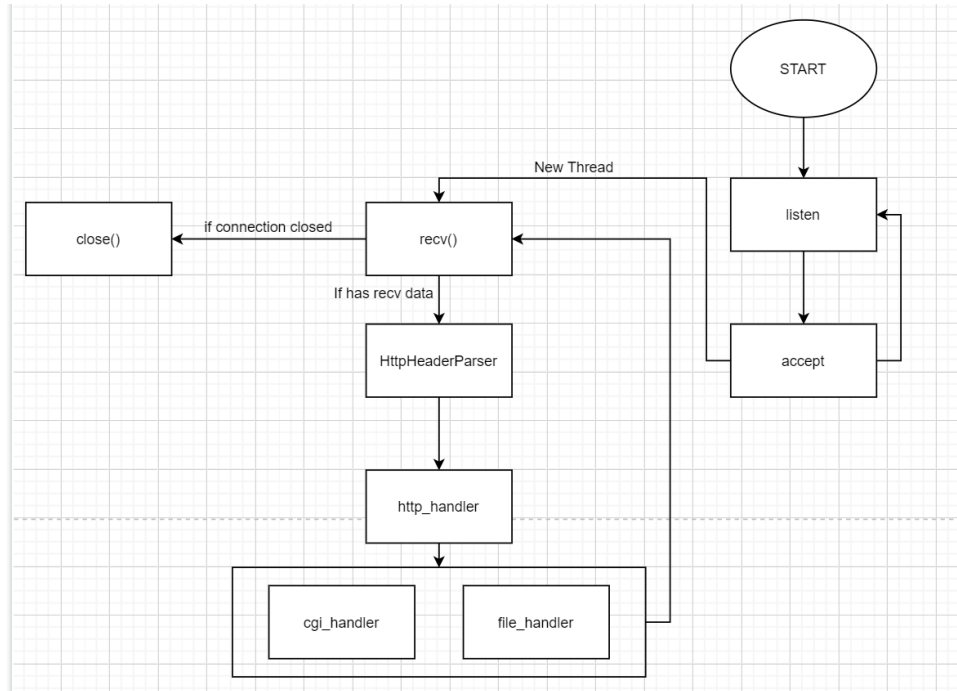 START
New Thread
listen
close()
if connection closed
recv()
If has recv data
HttpHeaderParser
accept
http_handler
cgi_handler
file_handler